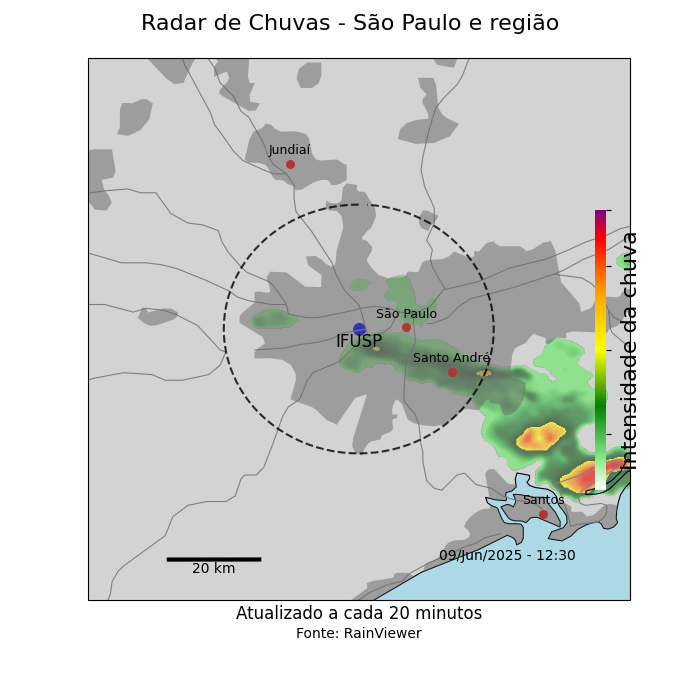 Radar de Chuvas - São Paulo e região
Jundiaí
São Paulo
IFUSP
Santo André
Intensidade da chuva
Santos
09/Jun/2025 - 12:30
20 km
Atualizado a cada 20 minutos
Fonte: RainViewer